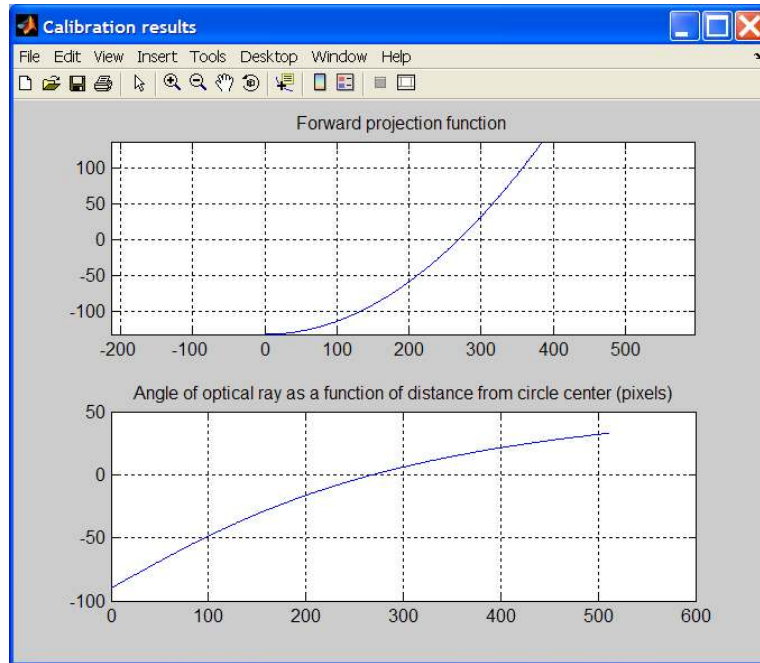 Calibration results
File Edit View Insert Tools Desktop Window Help
Forward projection function
100
50
0
-50
-100
-200 -100 0 100 200 300 400 500
Angle of optical ray as a function of distance from circle center (pixels)
50
0
-50
-100
0 100 200 300 400 500 600